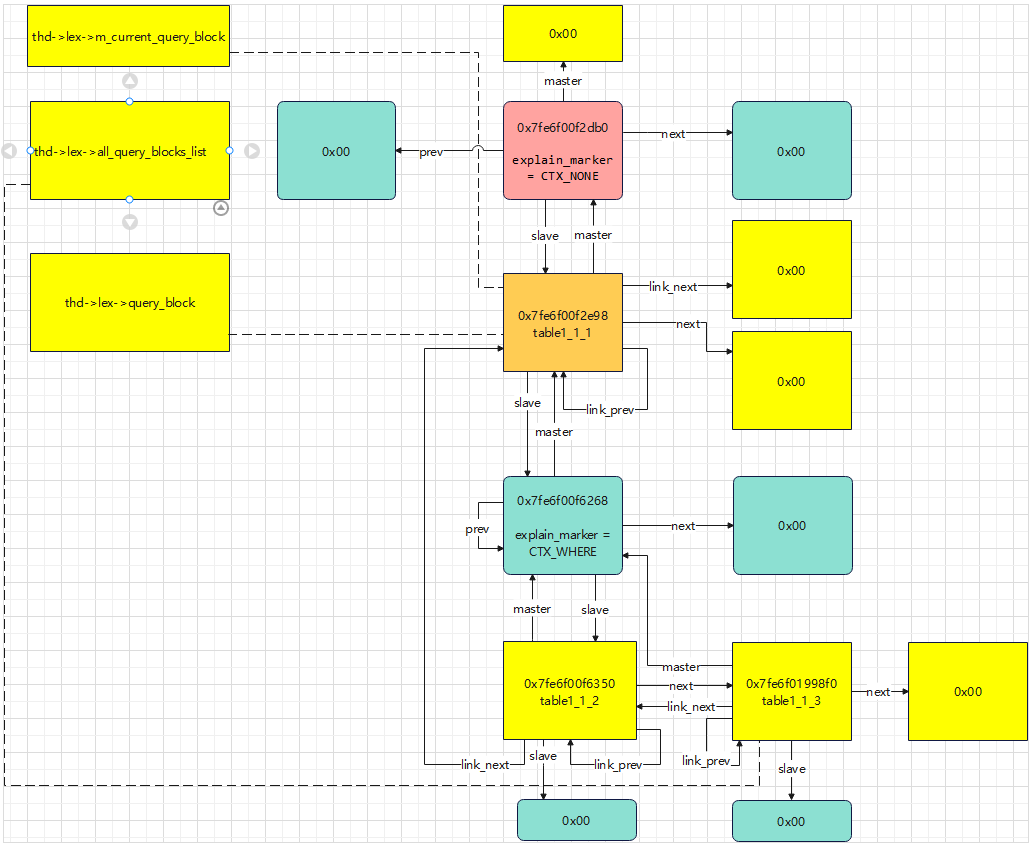 thd->lex->m_current_query_block
0x00
master
thd->lex->all_query_blocks_list
0x00
prev
0x7fe6f00f2db0
explain_marker
= CTX_NONE
next
0x00
slave
master
thd->lex->query_block
0x7fe6f00f2e98
table1_1_1
link_next
0x00
next
0x00
link_prev
slave
master
0x7fe6f00f6268
explain_marker =
CTX_WHERE
prev
next
0x00
master
slave
master
0x7fe6f00f6350
table1_1_2
next
link_next
0x7fe6f01998f0
table1_1_3
next
0x00
link_next
slave
link_prev
link_prev
slave
0x00
0x00